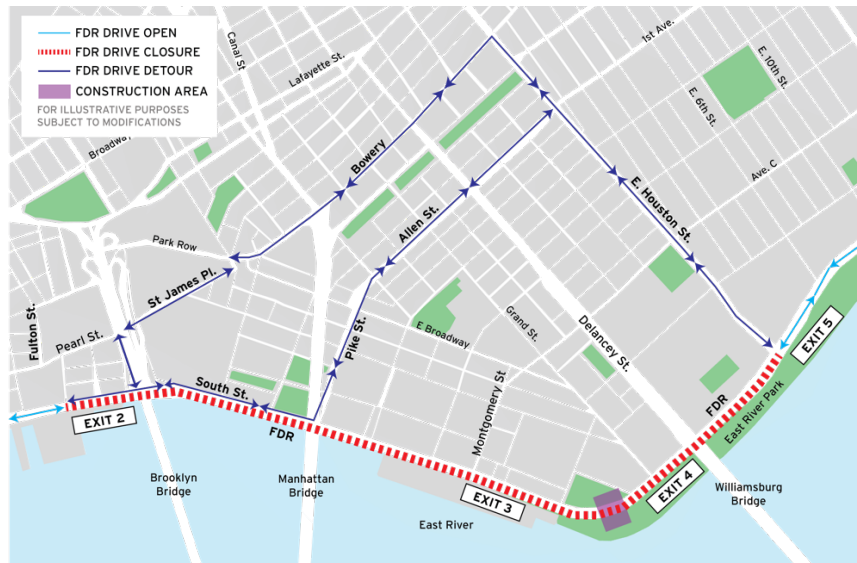 FDR DRIVE OPEN
FDR DRIVE CLOSURE
FDR DRIVE DETOUR
CONSTRUCTION AREA
FOR ILLUSTRATIVE PURPOSES
SUBJECT TO MODIFICATIONS
Canal St
Lafayette St.
1st Ave.
E. 10th St.
E. 6th St.
Broadway
Bowery
Ave. C
Allen St.
E. Houston St.
Park Row
St James Pl.
Fulton St.
Pearl St.
Pike St.
E Broadway
Grand St.
Delancey St.
EXIT 5
South St.
Montgomery St
FDR
East River Park
EXIT 2
FDR
EXIT 4
Brooklyn
Bridge
Manhattan
Bridge
EXIT 3
Williamsburg
Bridge
East River